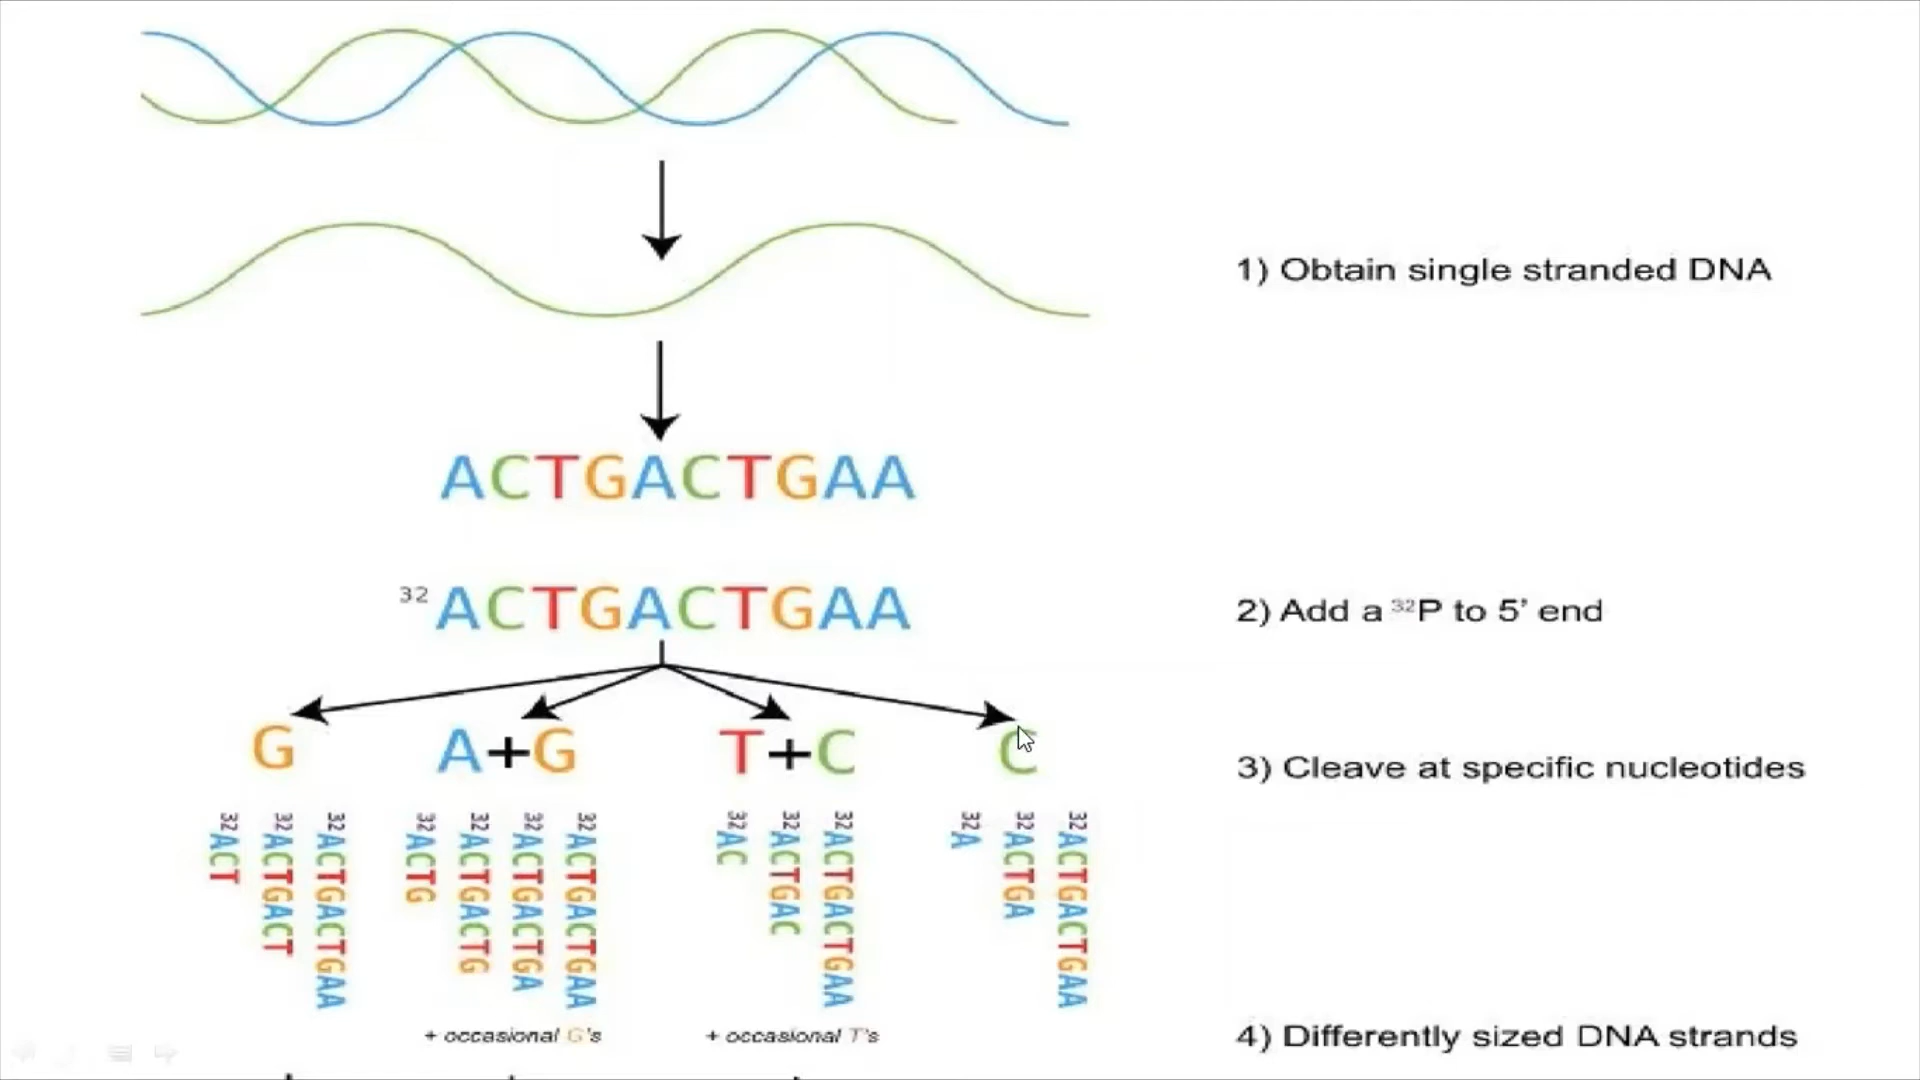 1) Obtain single stranded DNA
ACTGACTGAA
32ACTGACTGAA
2) Add a 32P to 5’ end
G
A+G
T+C
C
3) Cleave at specific nucleotides
32ACT
32ACTGACT
32ACTGACTGAA
32ACTG
32ACTGACTG
32ACTGACTGA
32ACTGACTGAA
32AC
32ACTGAC
32ACTGACTGAA
32A
32ACTGA
32ACTGACTGAA
+ occasional G's
+ occasional T's
4) Differently sized DNA strands